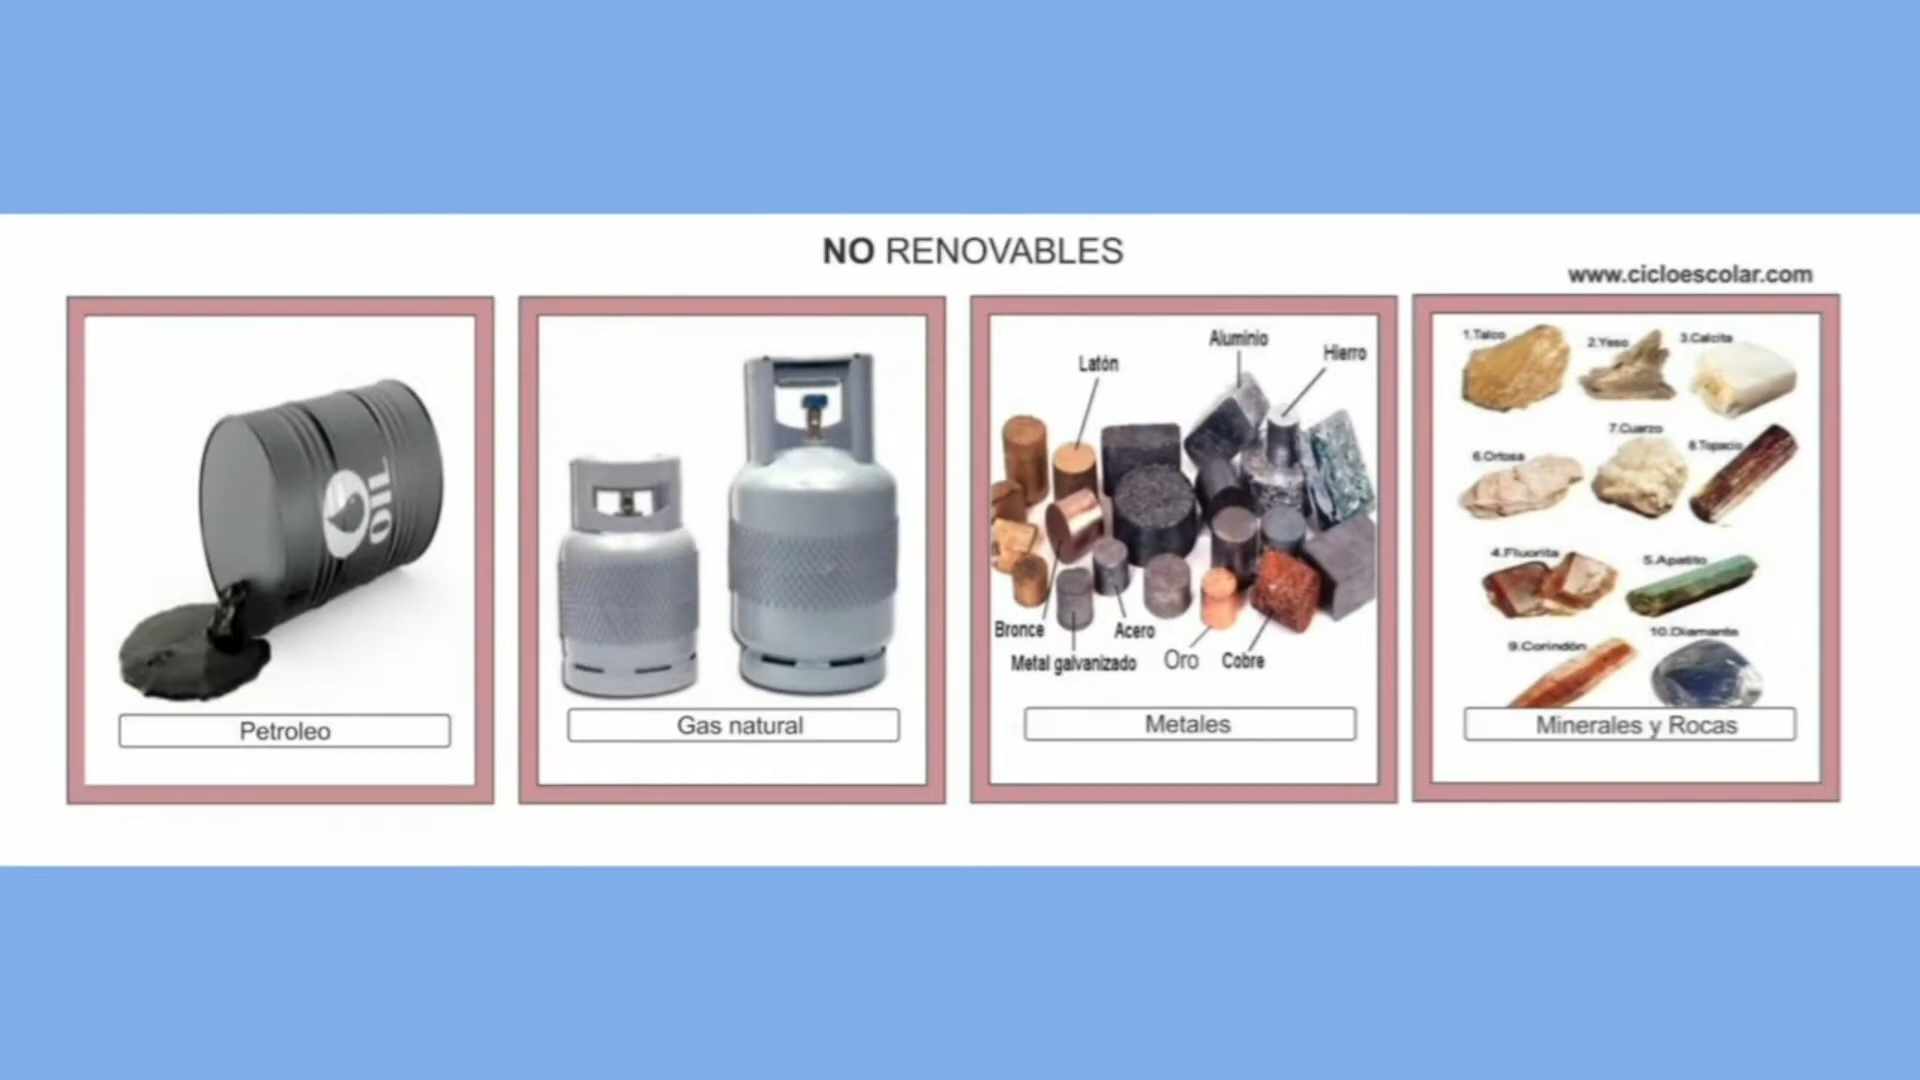 NO RENOVABLES
www.cicloescolar.com
OIL
Petroleo
Gas natural
Latón
Aluminio
Hierro
Bronce
Acero
Metal galvanizado
Oro
Cobre
Metales
1.Talco
2.Yeso
3.Calcita
6.Ortosa
7.Cuarzo
8.Topacio
4.Fluorita
5.Apatito
9.Corindón
10.Diamante
Minerales y Rocas